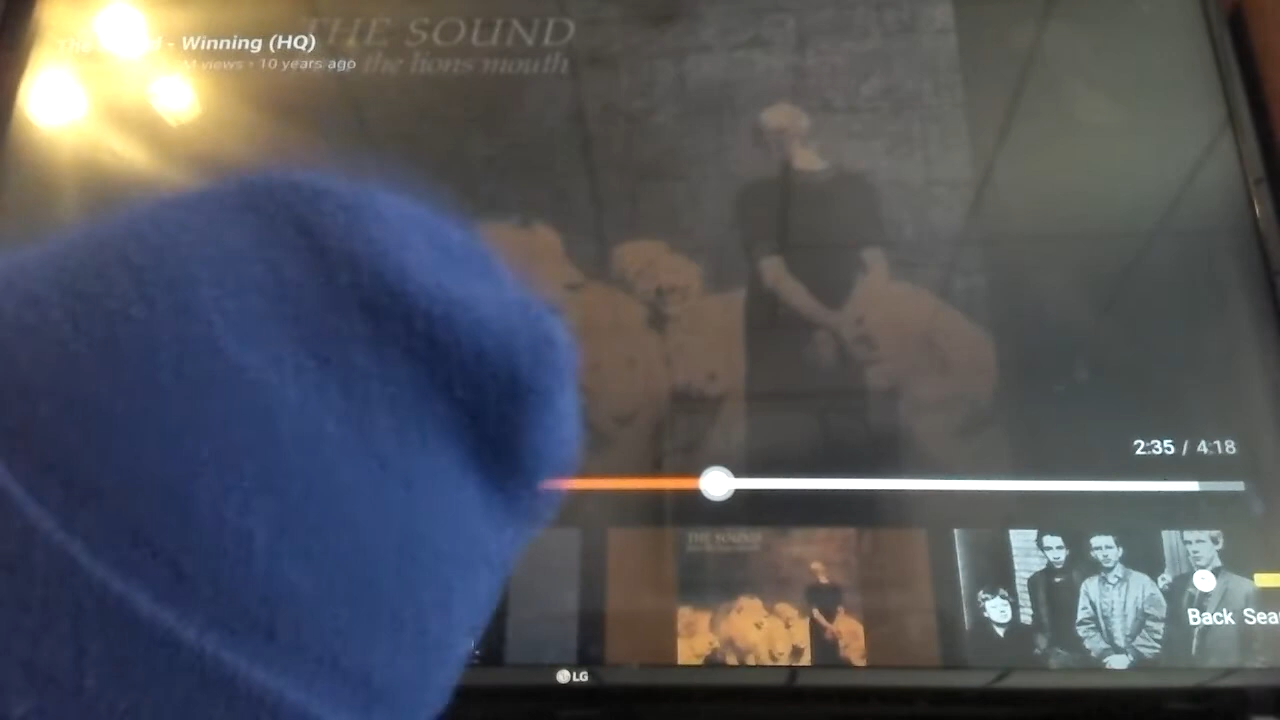 THE SOUND
The - Winning (HQ)
the lions mouth
M views • 10 years ago
2:35 / 4:18
THE SOUND
Back Sea
LG